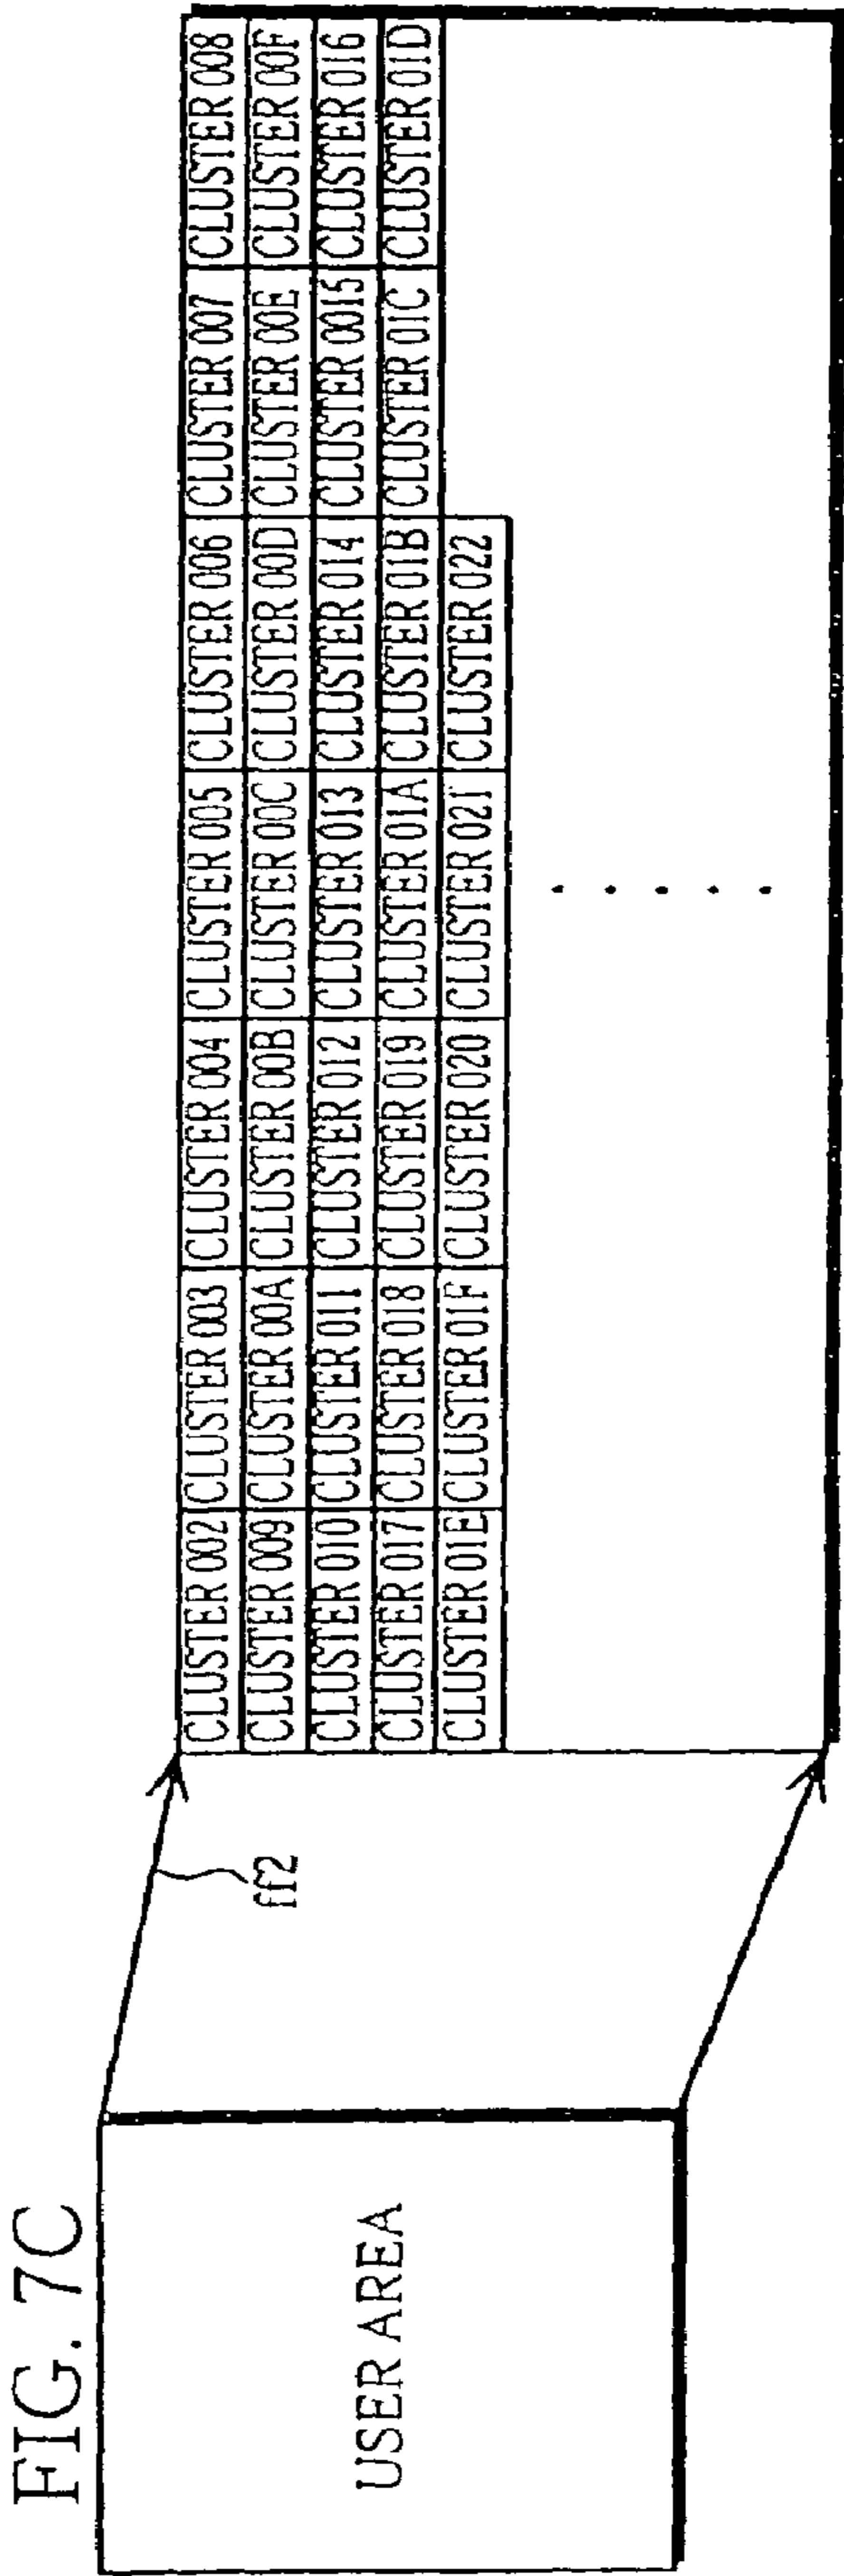 FIG. 7C
USER AREA
ff2
CLUSTER 002 CLUSTER 003 CLUSTER 004 CLUSTER 005 CLUSTER 006 CLUSTER 007 CLUSTER 008
CLUSTER 009 CLUSTER 00A CLUSTER 00B CLUSTER 00C CLUSTER 00D CLUSTER 00E CLUSTER 00F
CLUSTER 010 CLUSTER 011 CLUSTER 012 CLUSTER 013 CLUSTER 014 CLUSTER 0015 CLUSTER 016
CLUSTER 017 CLUSTER 018 CLUSTER 019 CLUSTER 01A CLUSTER 01B CLUSTER 01C CLUSTER 01D
CLUSTER 01E CLUSTER 01F CLUSTER 020 CLUSTER 021 CLUSTER 022